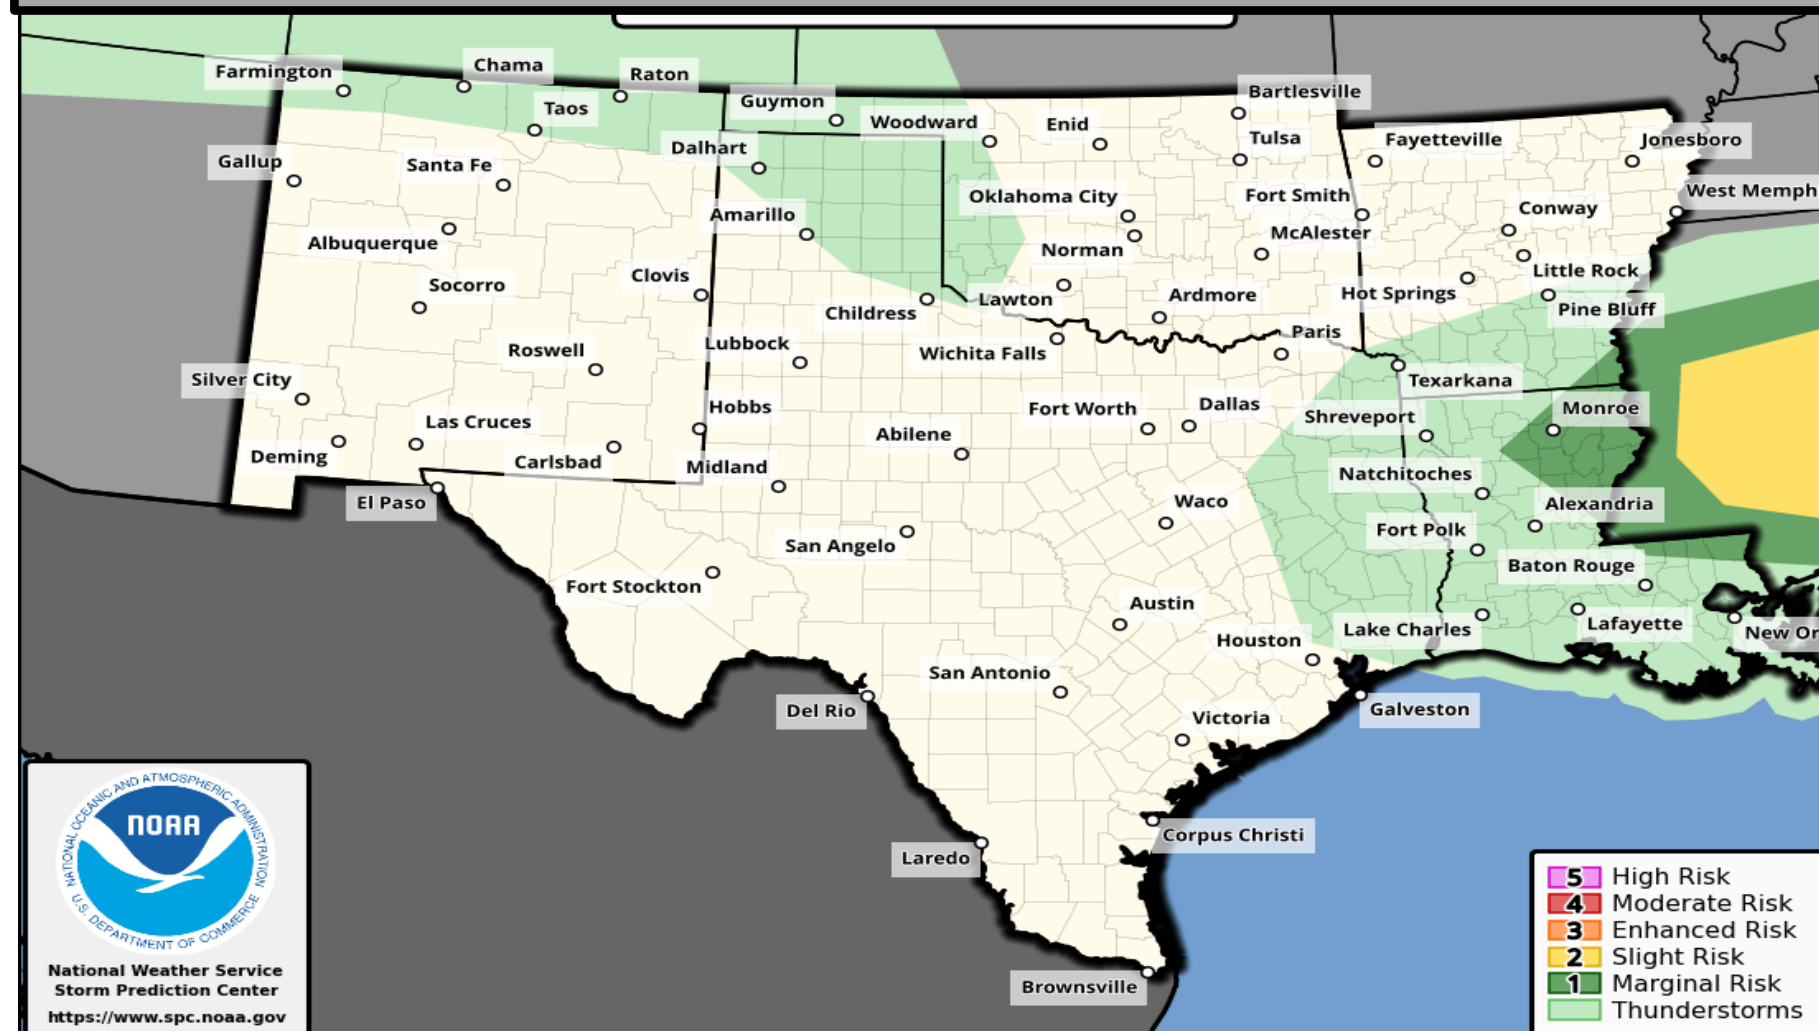 Farmington
Chama
Raton
Taos
Guymon
Woodward
Enid
Bartlesville
Tulsa
Fayetteville
Jonesboro
Gallup
Santa Fe
Dalhart
Oklahoma City
Fort Smith
Conway
West Memph
Albuquerque
Amarillo
Norman
McAlester
Little Rock
Socorro
Clovis
Childress
Lawton
Ardmore
Hot Springs
Pine Bluff
Roswell
Lubbock
Wichita Falls
Paris
Silver City
Hobbs
Fort Worth
Dallas
Texarkana
Shreveport
Monroe
Las Cruces
Deming
Carlsbad
Midland
Abilene
Natchitoches
El Paso
Waco
Alexandria
San Angelo
Fort Polk
Fort Stockton
Baton Rouge
Austin
Houston
Lake Charles
Lafayette
New Or
San Antonio
Del Rio
Victoria
Galveston
Corpus Christi
Laredo
Brownsville
NATIONAL OCEANIC AND ATMOSPHERIC ADMINISTRATION
NOAA
U.S. DEPARTMENT OF COMMERCE
National Weather Service
Storm Prediction Center
https://www.spc.noaa.gov
5 High Risk
4 Moderate Risk
3 Enhanced Risk
2 Slight Risk
1 Marginal Risk
Thunderstorms